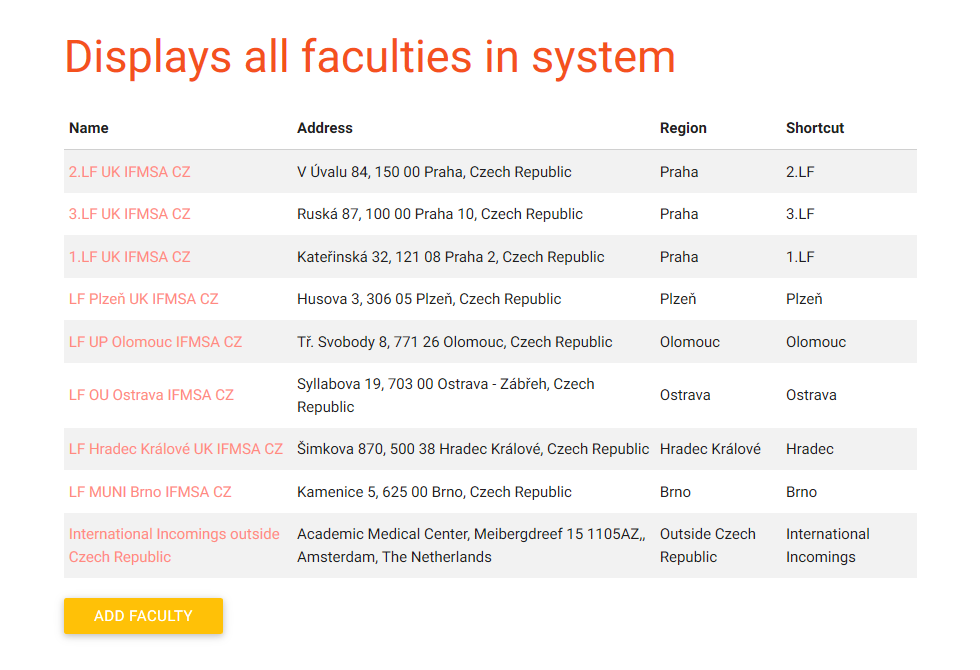 Displays all faculties in system
Name Address Region Shortcut
2.LF UK IFMSA CZ V Úvalu 84, 150 00 Praha, Czech Republic Praha 2.LF
3.LF UK IFMSA CZ Ruská 87, 100 00 Praha 10, Czech Republic Praha 3.LF
1.LF UK IFMSA CZ Kateřinská 32, 121 08 Praha 2, Czech Republic Praha 1.LF
LF Plzeň UK IFMSA CZ Husova 3, 306 05 Plzeň, Czech Republic Plzeň Plzeň
LF UP Olomouc IFMSA CZ Tř. Svobody 8, 771 26 Olomouc, Czech Republic Olomouc Olomouc
LF OU Ostrava IFMSA CZ Syllabova 19, 703 00 Ostrava - Zábřeh, Czech
Republic Ostrava Ostrava
LF Hradec Králové UK IFMSA CZ Šimkova 870, 500 38 Hradec Králové, Czech Republic Hradec Králové Hradec
LF MUNI Brno IFMSA CZ Kamenice 5, 625 00 Brno, Czech Republic Brno Brno
International Incomings outside Academic Medical Center, Meibergdreef 15 1105AZ,, Outside Czech International
Czech Republic Amsterdam, The Netherlands Republic Incomings
ADD FACULTY